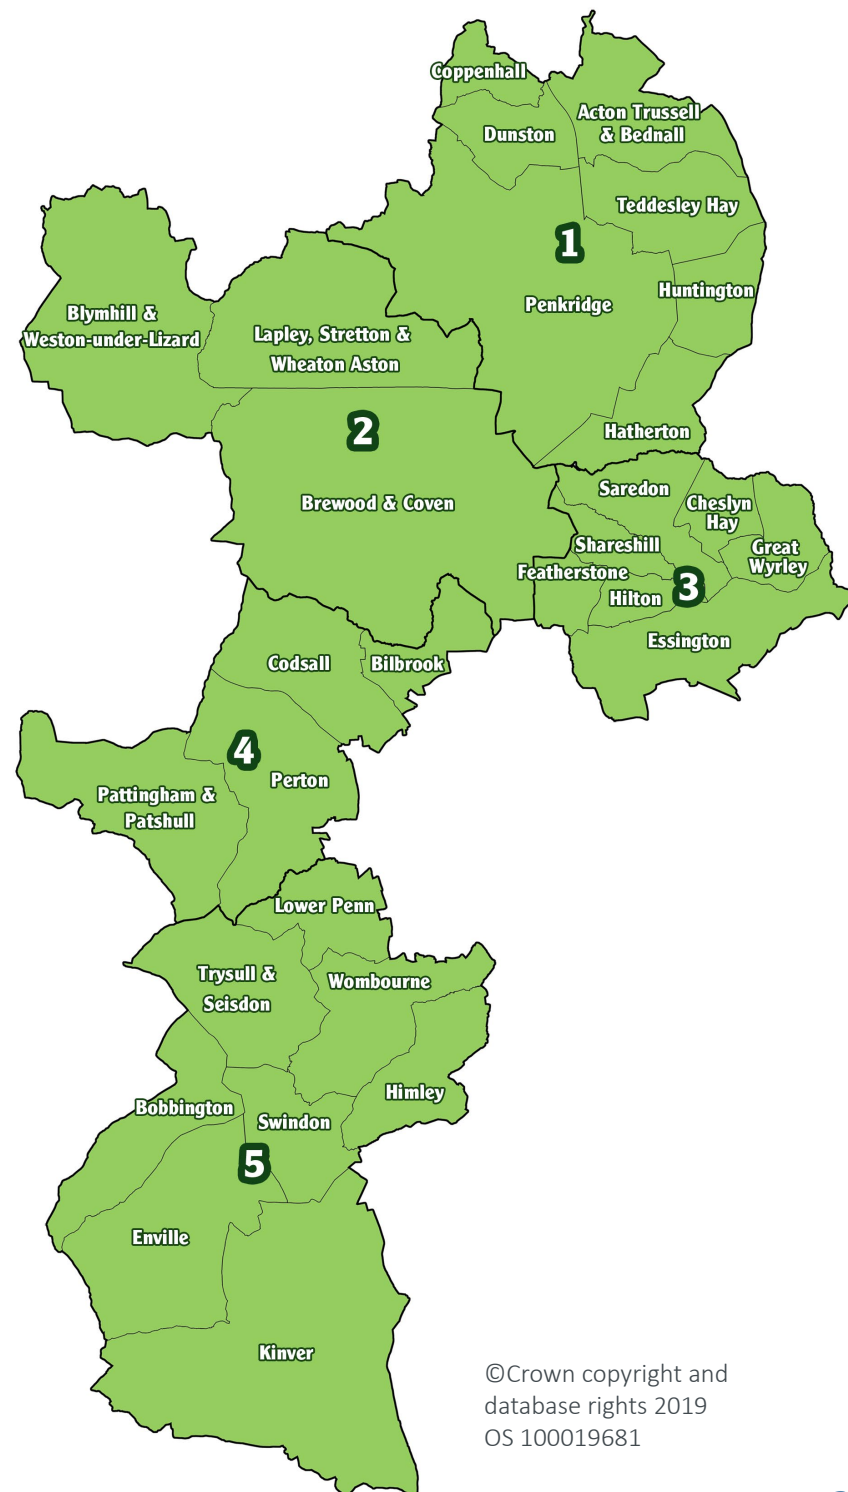 Coppenhall
Acton Trussell
& Bednall
Dunston
Teddesley Hay
1
Huntington
Penkridge
Blymhill &
Weston-under-Lizard
Lapley, Stretton &
Wheaton Aston
2
Hatherton
Brewood & Coven
Saredon
Cheslyn
Hay
Shareshill
Great
Wyrley
Featherstone
3
Hilton
Essington
Codsall
Bilbrook
4
Perton
Pattingham &
Patshull
Lower Penn
Trysull &
Seisdon
Wombourne
Himley
Bobbington
Swindon
5
Enville
Kinver
©Crown copyright and
database rights 2019
OS 100019681